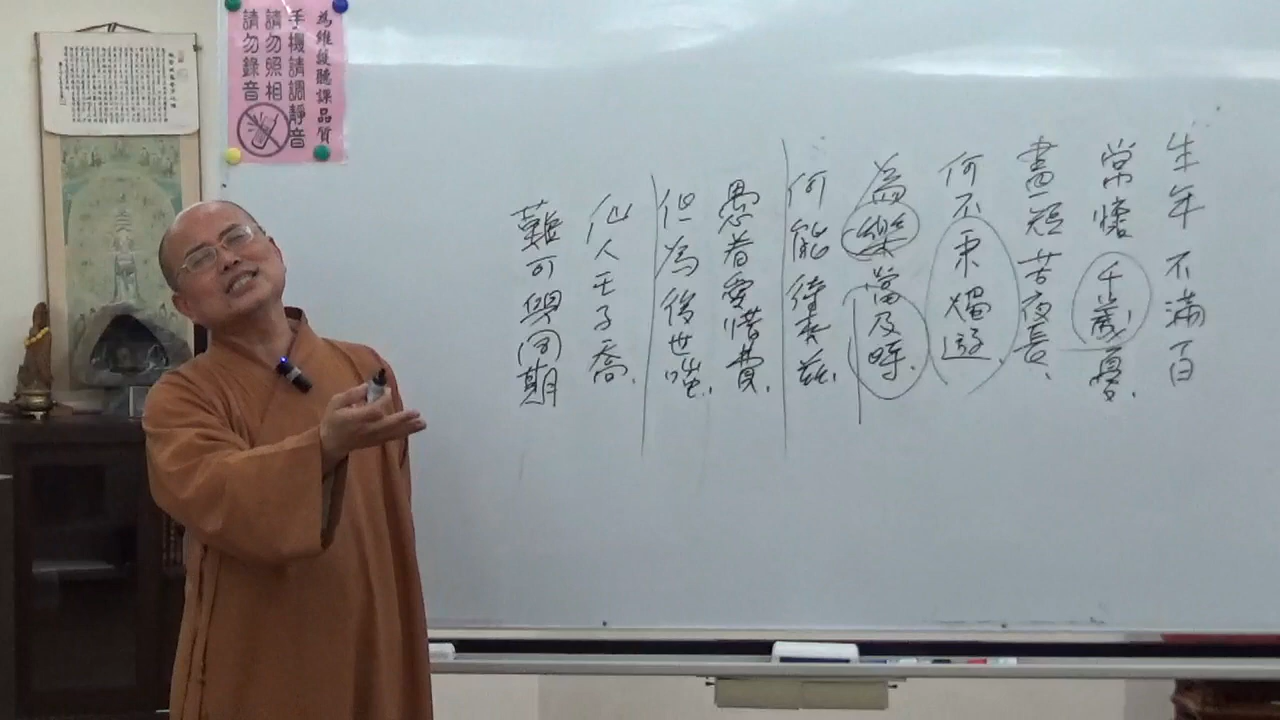 為維護聽課品質
手機請調靜音
請勿照相
請勿錄音
生年不滿百
常懷千歲憂.
晝短苦夜長、
何不秉燭遊
為樂當及時.
何能待來茲.
愚者愛惜費.
但為後世嗤.
仙人王子喬.
難可與同期